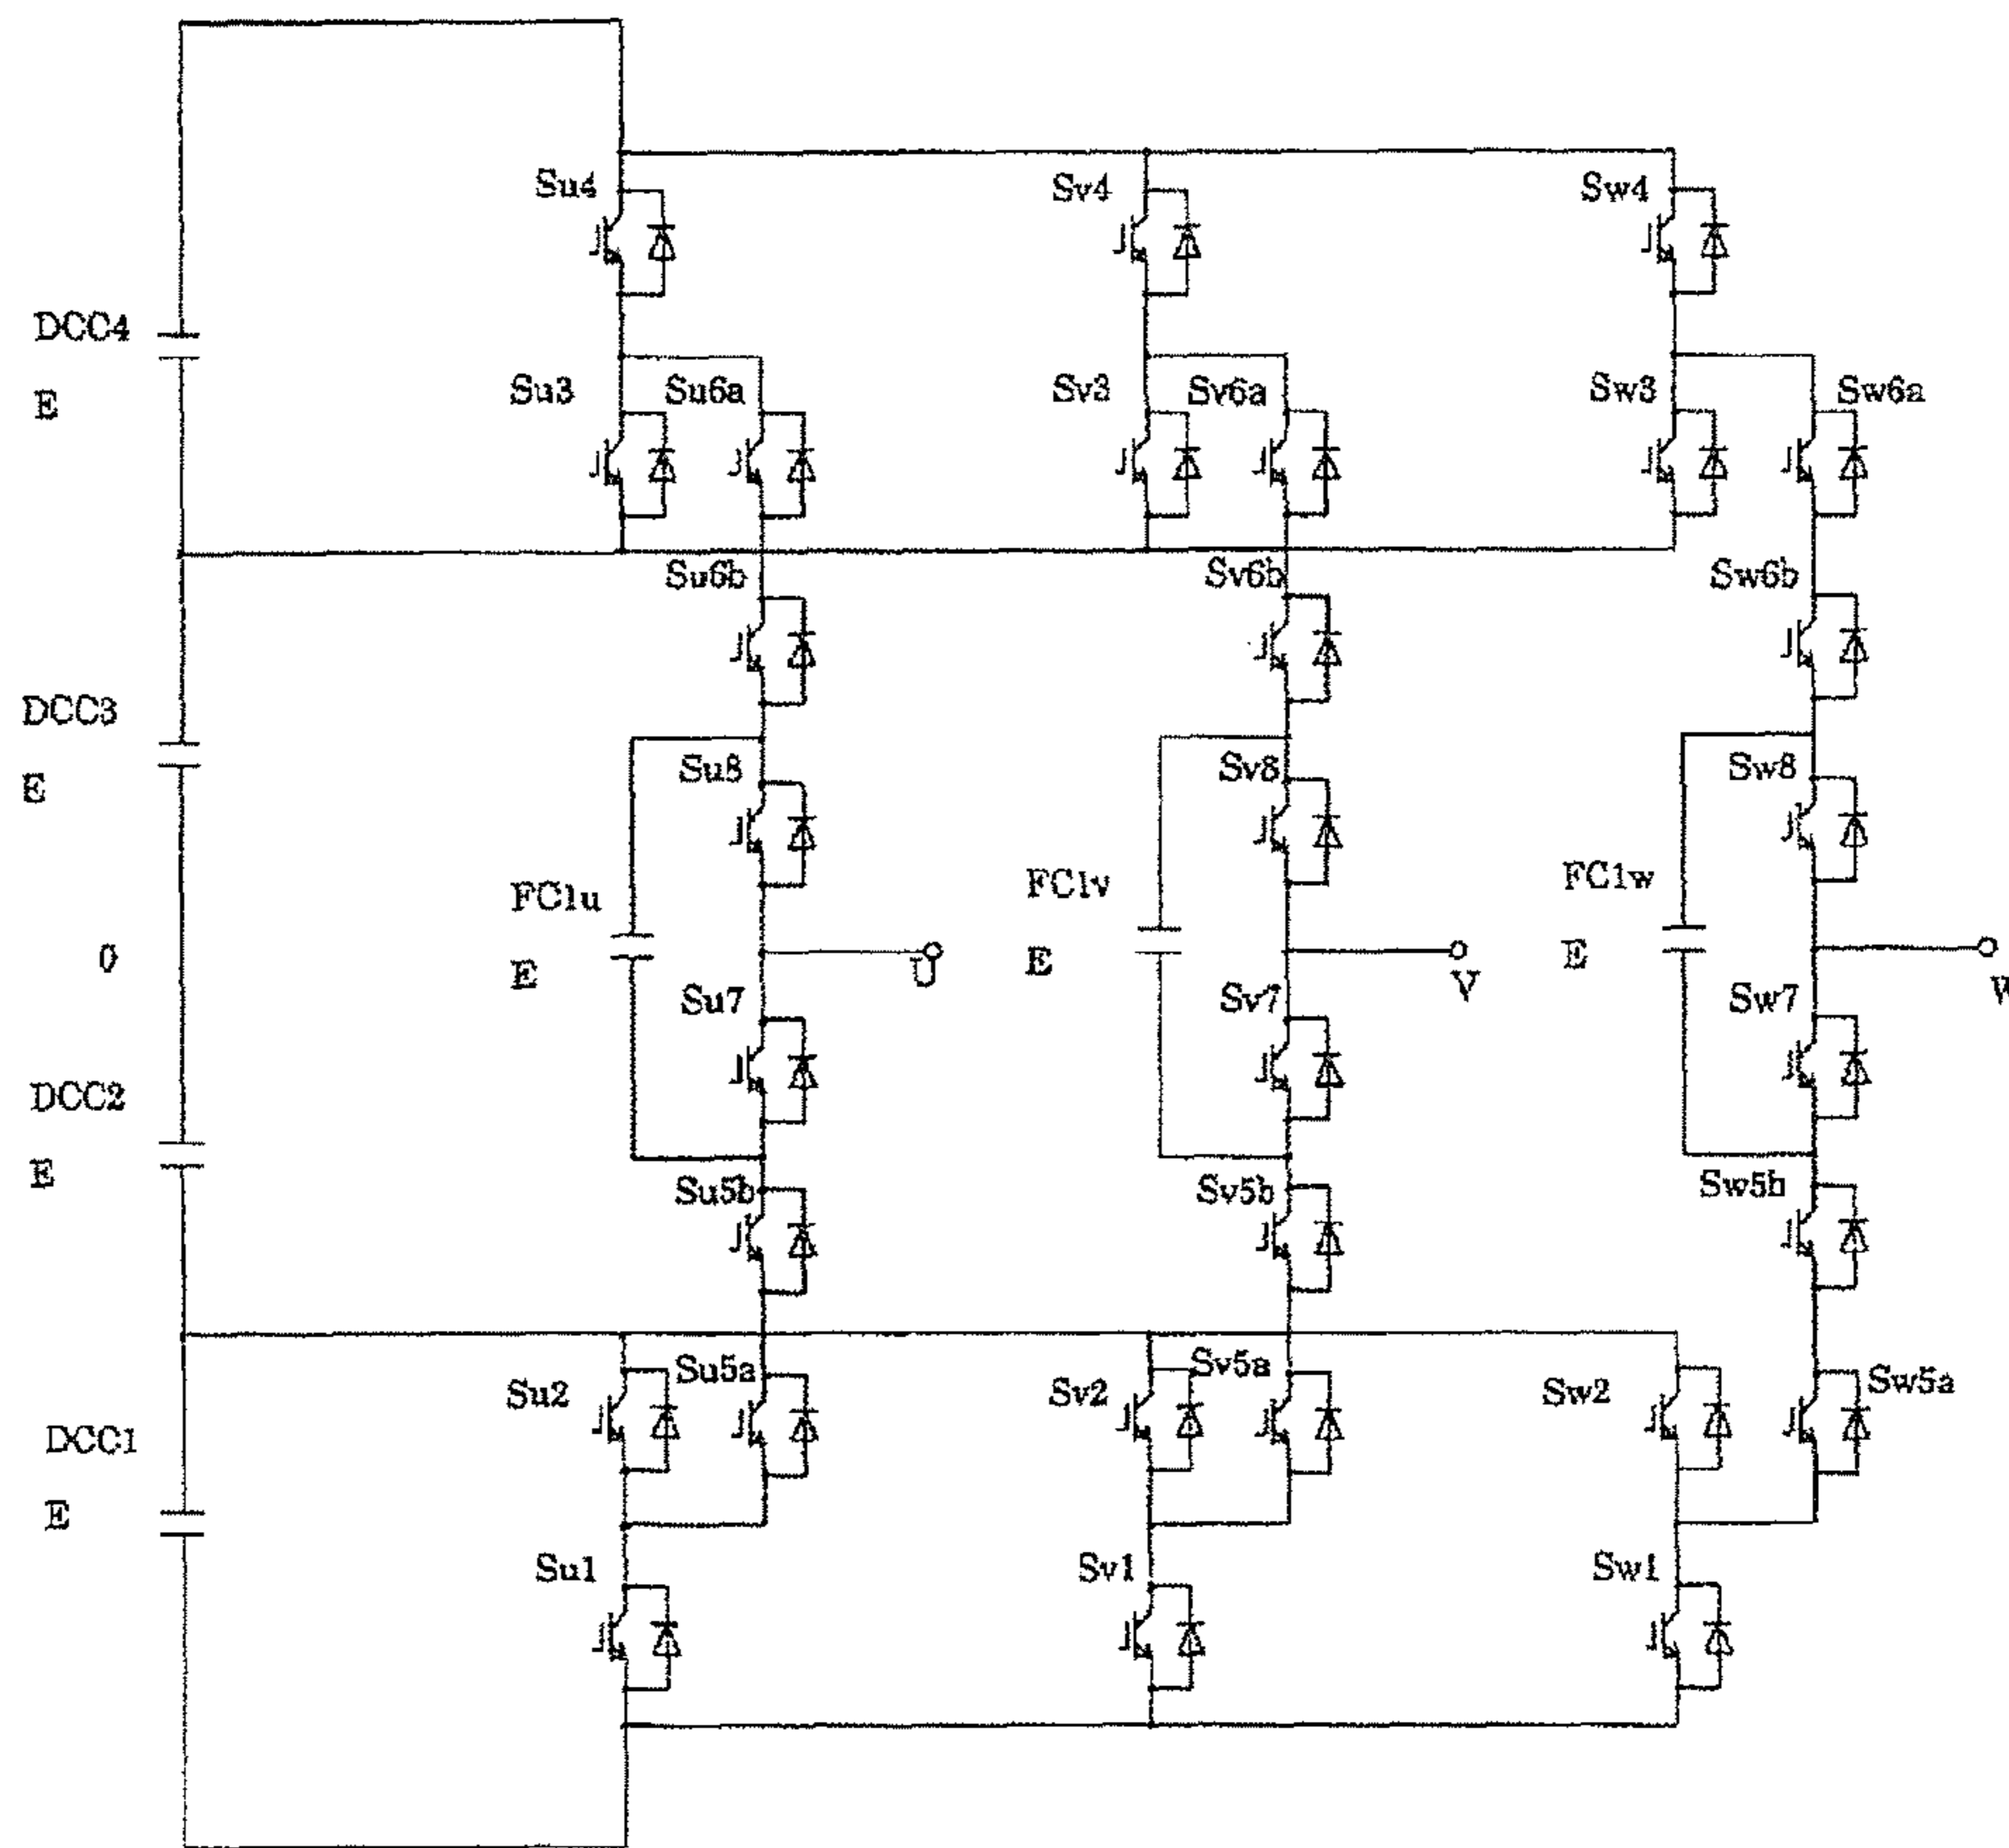 Su4
Sv4
Sw4
DCC4
E
Su3
Su6a
Sv3
Sv6a
Sw3
Sw6a
Su6b
Sv6b
Sw6b
DCC3
E
Su8
Sv8
Sw8
FC1u
E
FC1v
E
FC1w
E
0
U
V
W
Su7
Sv7
Sw7
DCC2
E
Su5b
Sv5b
Sw5b
Su2
Su5a
Sv2
Sv5a
Sw2
Sw5a
DCC1
E
Su1
Sv1
Sw1